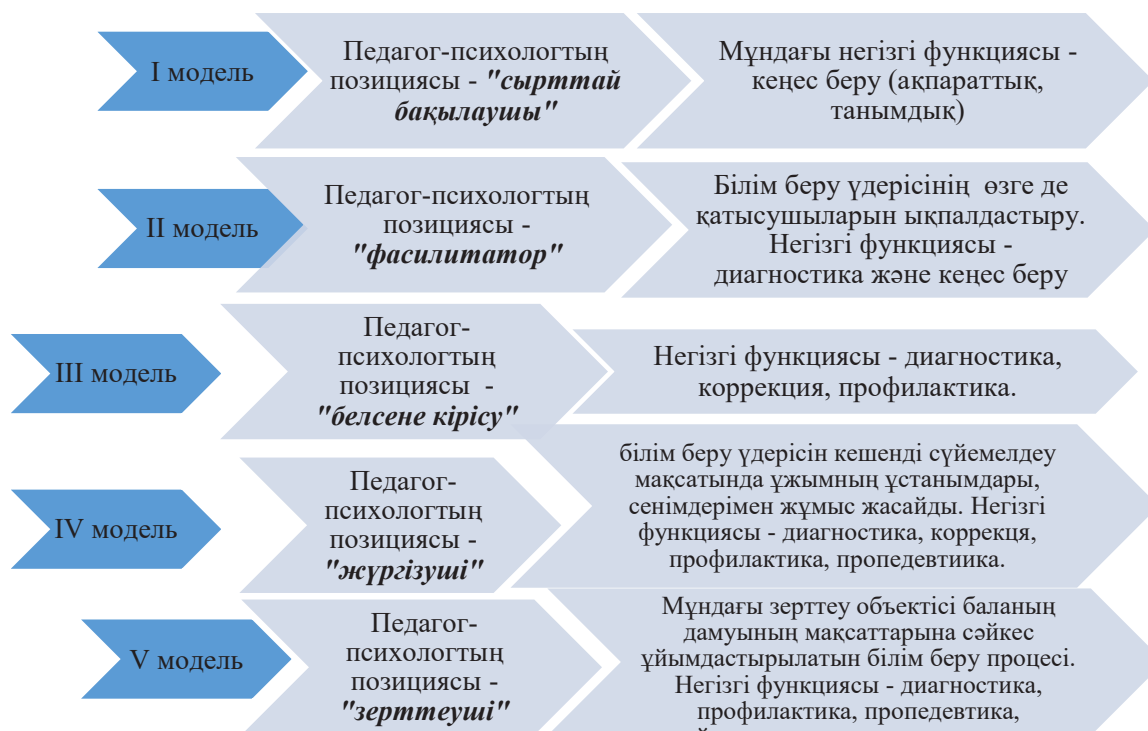 I модель
Педагог-психологтың
позициясы - "сырттай
бақылаушы"
Мұндағы негізгі функциясы -
кеңес беру (ақпараттық,
танымдық)
II модель
Педагог-психологтың
позициясы -
"фасилитатор"
Білім беру үдерісінің өзге де
қатысушыларын ықпалдастыру.
Негізгі функциясы -
диагностика және кеңес беру
III модель
Педагог-
психологтың
позициясы -
"белсене кірісу"
Негізгі функциясы - диагностика,
коррекция, профилактика.
IV модель
Педагог-
психологтың
позициясы -
"жүргізуші"
білім беру үдерісін кешенді сүйемелдеу
мақсатында ұжымның ұстанымдары,
сенімдерімен жұмыс жасайды. Негізгі
функциясы - диагностика, коррекця,
профилактика, пропедевтиика.
V модель
Педагог-
психологтың
позициясы -
"зерттеуші"
Мұндағы зерттеу объектісі баланың
дамуының мақсаттарына сәйкес
ұйымдастырылатын білім беру процесі.
Негізгі функциясы - диагностика,
профилактика, пропедевтика,